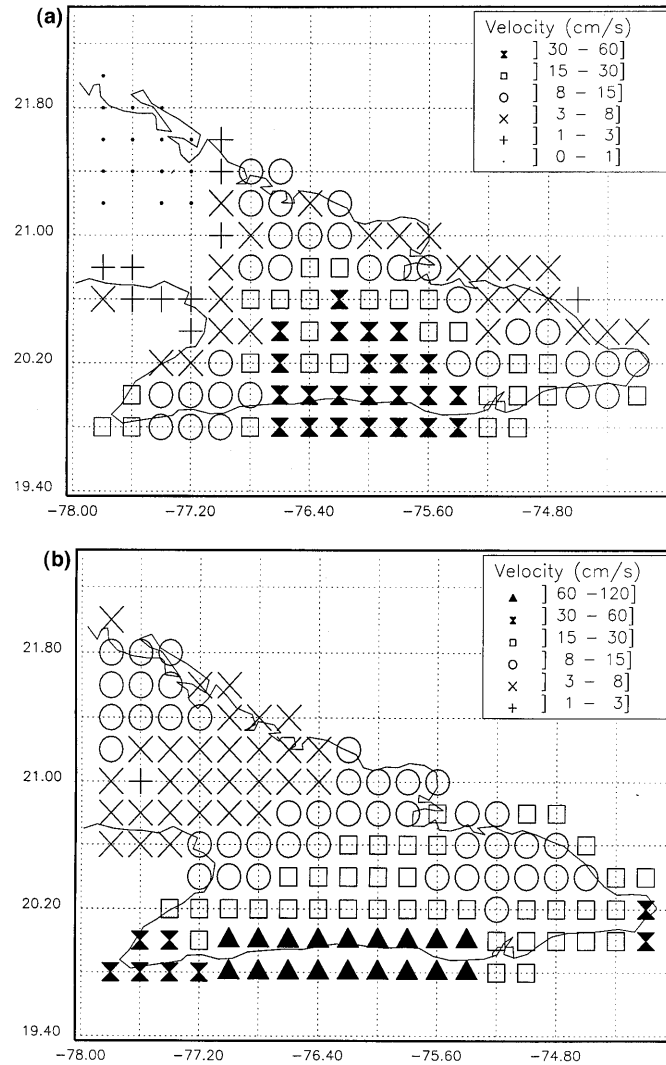 (a)
Velocity (cm/s)
] 30 – 60]
] 15 – 30]
] 8 – 15]
] 3 – 8]
] 1 – 3]
] 0 – 1]
21.80
21.00
20.20
19.40
−78.00 −77.20 −76.40 −75.60 −74.80
(b)
Velocity (cm/s)
] 60 –120]
] 30 – 60]
] 15 – 30]
] 8 – 15]
] 3 – 8]
] 1 – 3]
21.80
21.00
20.20
19.40
−78.00 −77.20 −76.40 −75.60 −74.80